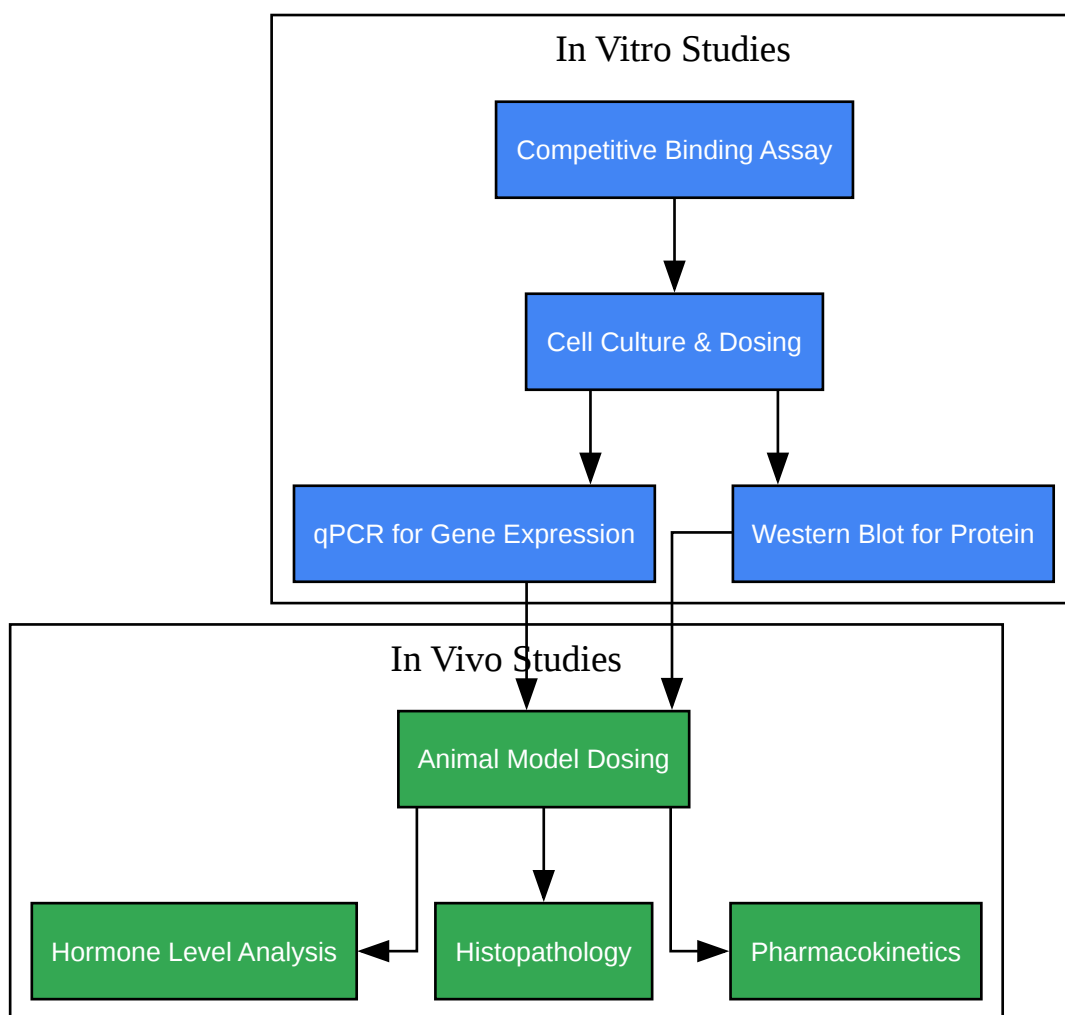 In Vitro Studies
Competitive Binding Assay
Cell Culture & Dosing
qPCR for Gene Expression
Western Blot for Protein
In Vivo Studies
Animal Model Dosing
Hormone Level Analysis
Histopathology
Pharmacokinetics